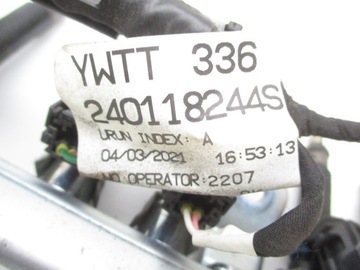 YWTT 336
240118244S
URUN INDEX: A
04/03/2021 16:53:13
NO OPERATOR:2207